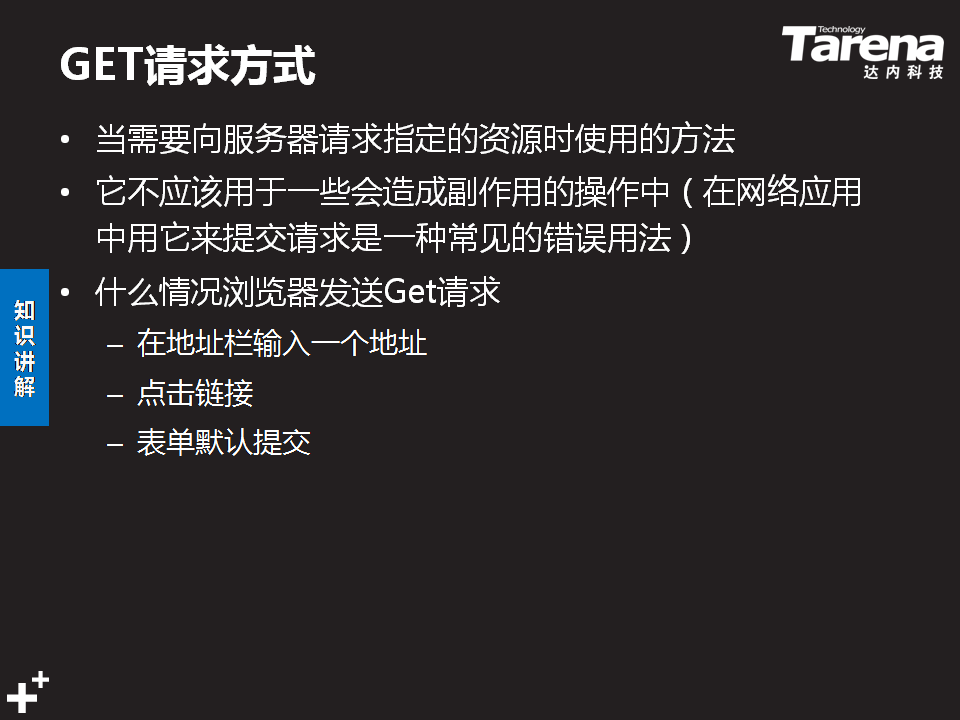 GET请求方式
Technology
Tarena
达内科技
• 当需要向服务器请求指定的资源时使用的方法
• 它不应该用于一些会造成副作用的操作中（在网络应用
中用它来提交请求是一种常见的错误用法）
• 什么情况浏览器发送Get请求
– 在地址栏输入一个地址
– 点击链接
– 表单默认提交
知识讲解